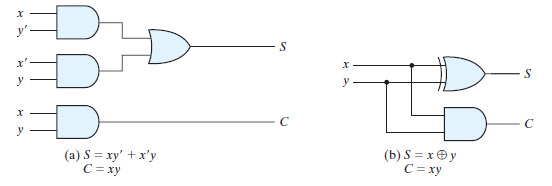 x
y'
x'
y
S
x
y
C
(a) S = xy' + x'y
C = xy
x
y
S
C
(b) S = x ⊕ y
C = xy